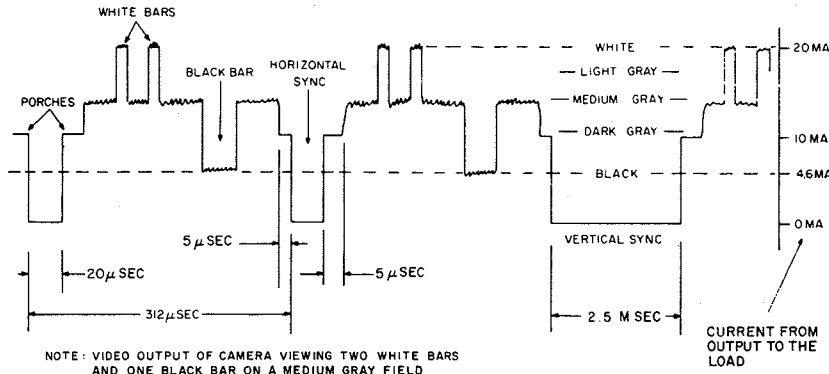 WHITE BARS
HORIZONTAL
SYNC
BLACK BAR
PORCHES
WHITE
20 MA
LIGHT GRAY
MEDIUM GRAY
DARK GRAY
10 MA
BLACK
4.6 MA
0 MA
VERTICAL SYNC
5 μ SEC
20 μ SEC
5 μ SEC
312 μ SEC
2.5 M SEC
CURRENT FROM
OUTPUT TO THE
LOAD
NOTE: VIDEO OUTPUT OF CAMERA VIEWING TWO WHITE BARS
AND ONE BLACK BAR ON A MEDIUM GRAY FIELD